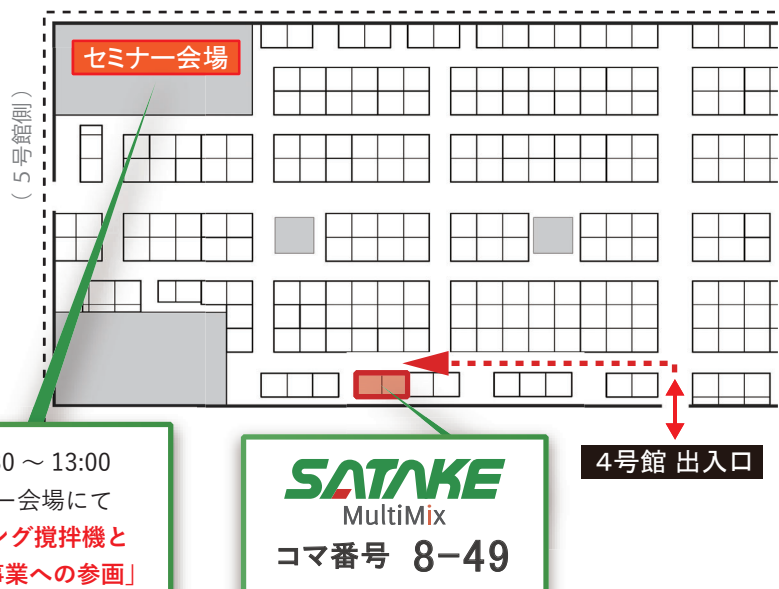 セミナー会場
（５号館側）
0 ～ 13:00
ー会場にて
ング撹拌機と
事業への参画」
SATAKE
MultiMix
コマ番号 8-49
4号館 出入口